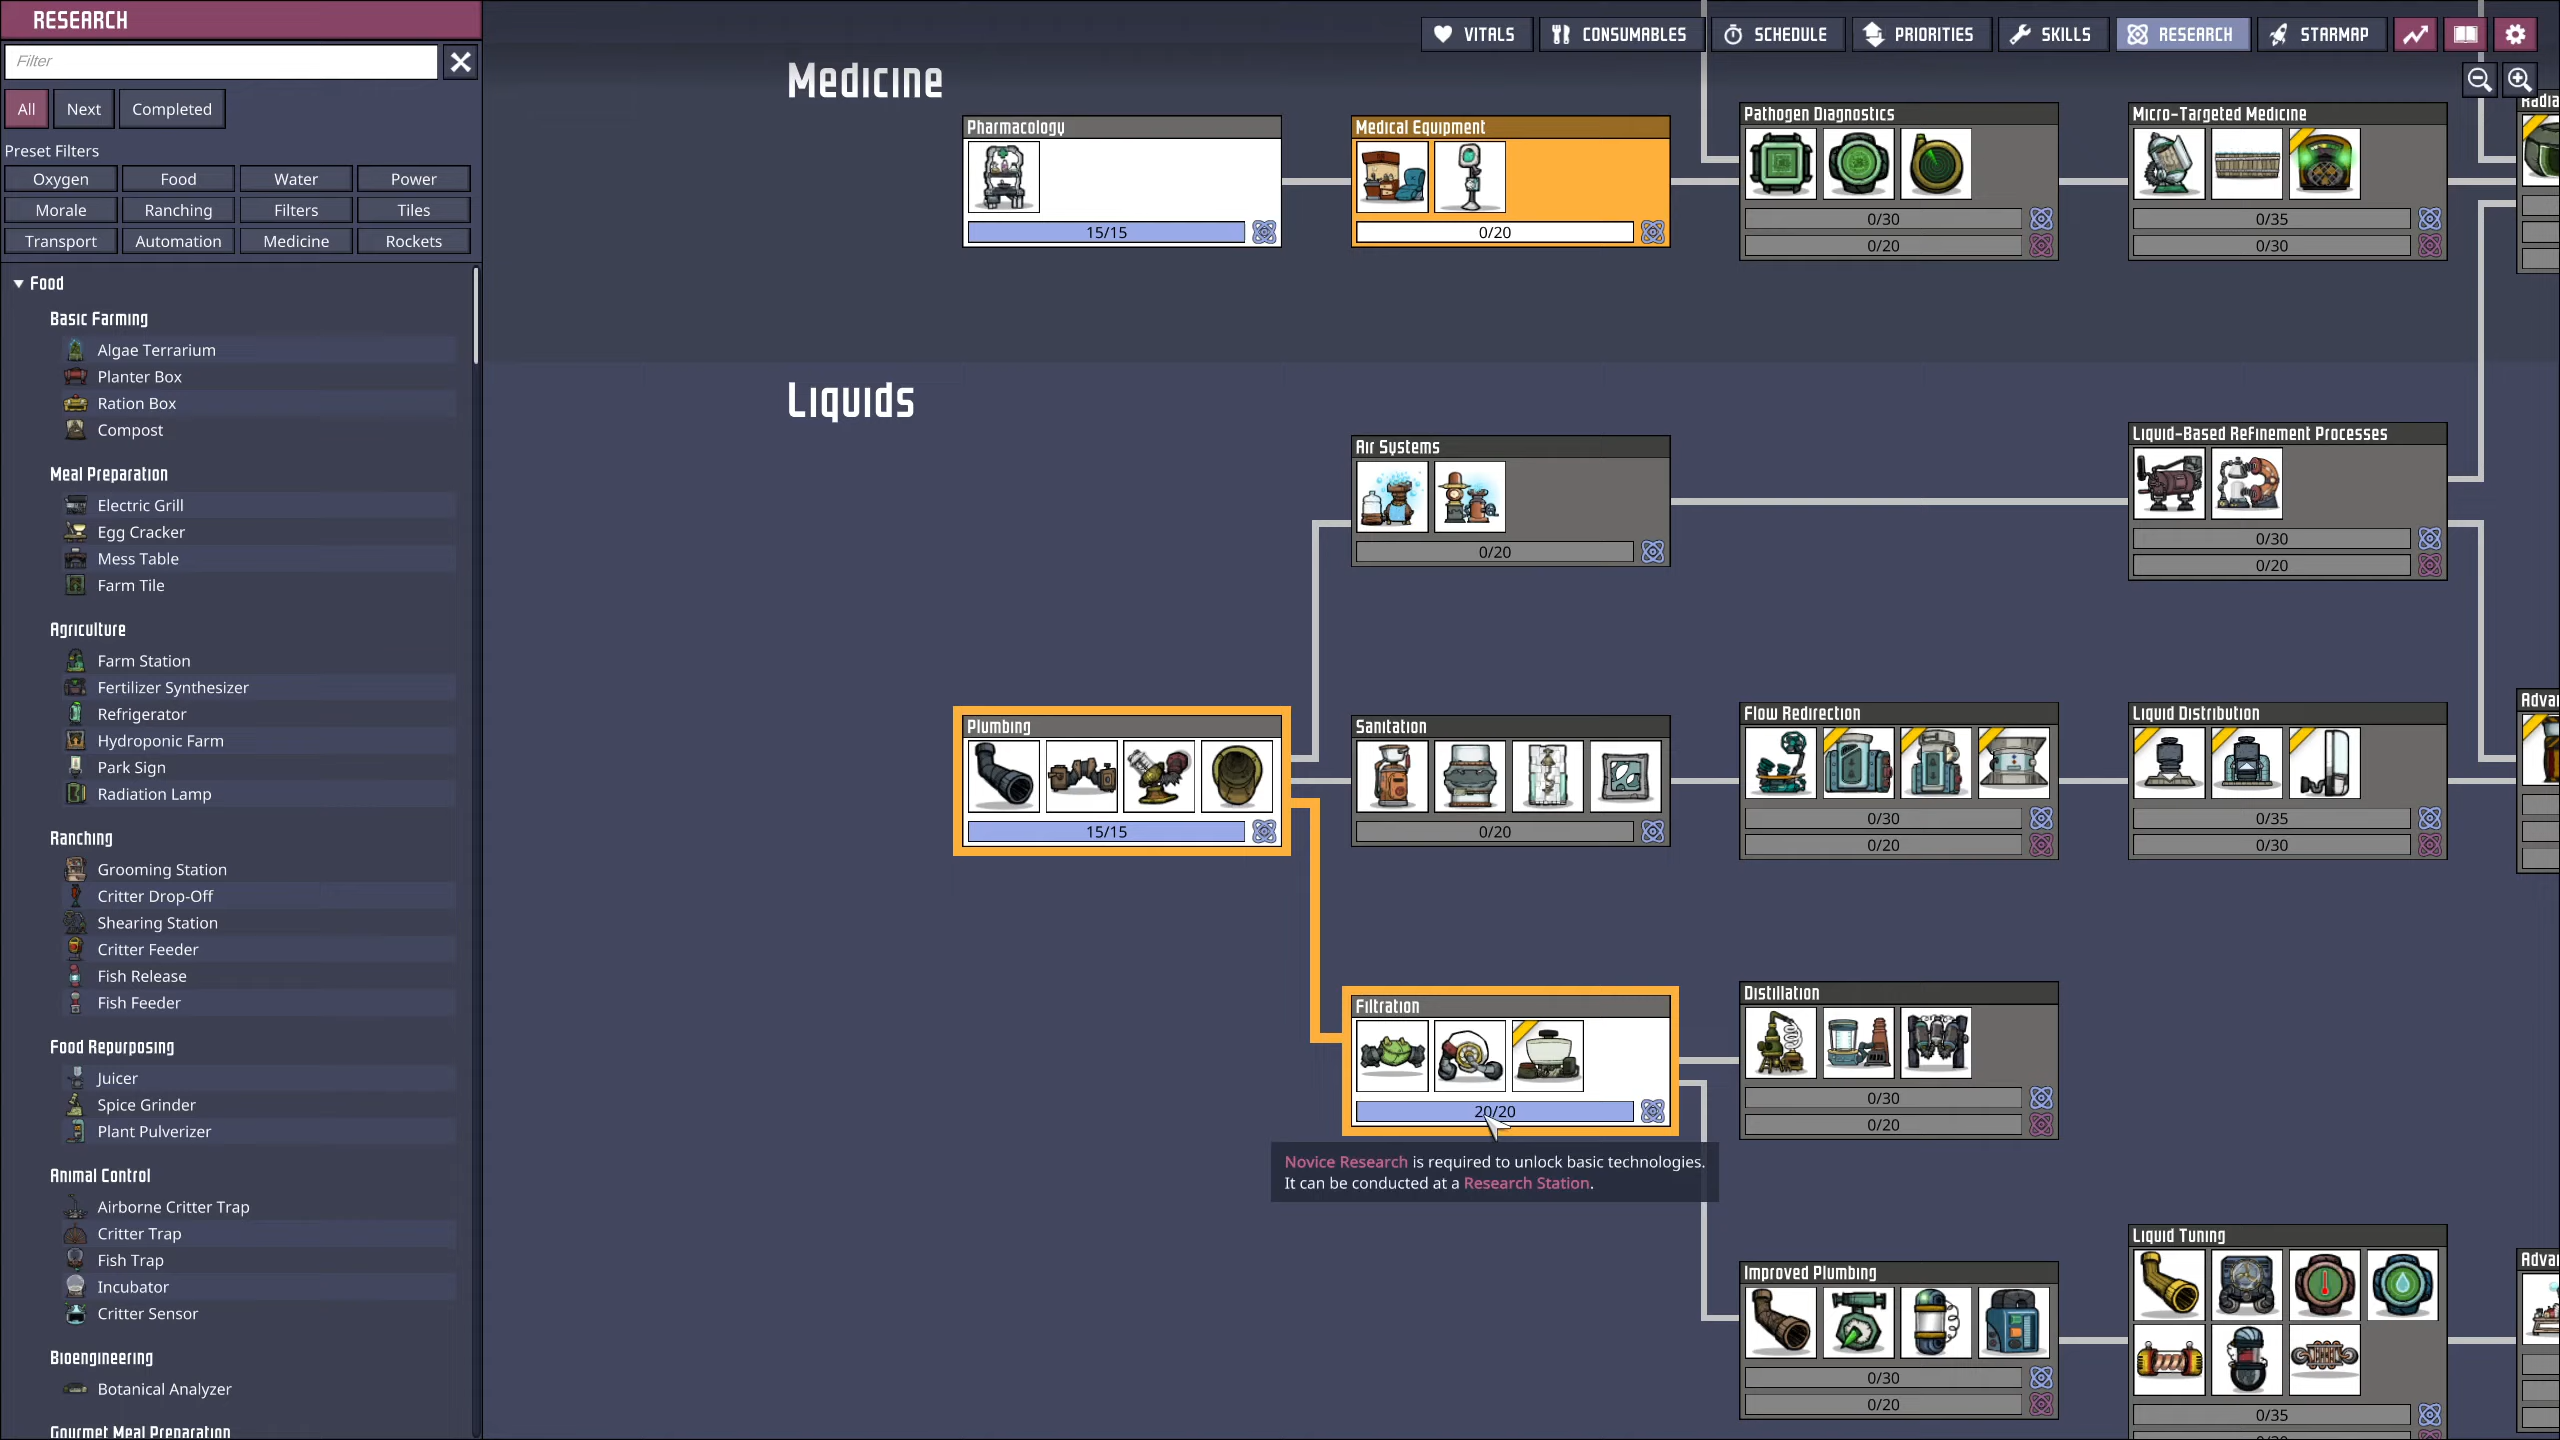 RESEARCH
Filter
All
Next
Completed
Preset Filters
Oxygen
Food
Water
Power
Morale
Ranching
Filters
Tiles
Transport
Automation
Medicine
Rockets
Food
Basic Farming
Algae Terrarium
Planter Box
Ration Box
Compost
Meal Preparation
Electric Grill
Egg Cracker
Mess Table
Farm Tile
Agriculture
Farm Station
Fertilizer Synthesizer
Refrigerator
Hydroponic Farm
Park Sign
Radiation Lamp
Ranching
Grooming Station
Critter Drop-Off
Shearing Station
Critter Feeder
Fish Release
Fish Feeder
Food Repurposing
Juicer
Spice Grinder
Plant Pulverizer
Animal Control
Airborne Critter Trap
Critter Trap
Fish Trap
Incubator
Critter Sensor
Bioengineering
Botanical Analyzer
Gourmet Meal Preparation
VITALS
CONSUMABLES
SCHEDULE
PRIORITIES
SKILLS
RESEARCH
STARMAP
Medicine
Pharmacology
15/15
Medical Equipment
0/20
Pathogen Diagnostics
0/30
0/20
Micro-Targeted Medicine
0/35
0/30
Radia
Liquids
Air Systems
0/20
Liquid-Based Refinement Processes
0/30
0/20
Plumbing
15/15
Sanitation
0/20
Flow Redirection
0/30
0/20
Liquid Distribution
0/35
0/30
Advan
Filtration
20/20
Distillation
0/30
0/20
Novice Research is required to unlock basic technologies.
It can be conducted at a Research Station.
Improved Plumbing
0/30
0/20
Liquid Tuning
0/35
Advan